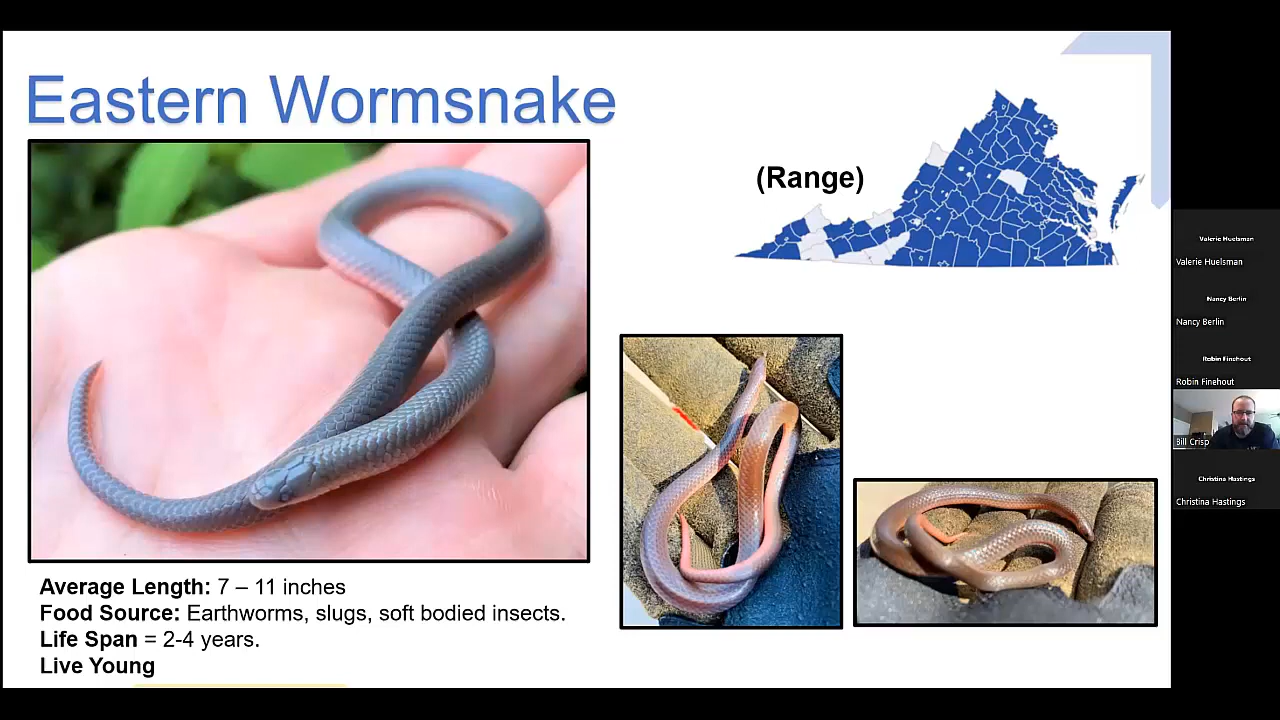 Eastern Wormsnake
(Range)
Average Length: 7 – 11 inches
Food Source: Earthworms, slugs, soft bodied insects.
Life Span = 2-4 years.
Live Young
Valerie Huelsman
Valerie Huelsman
Nancy Berlin
Nancy Berlin
Robin Finehout
Robin Finehout
Bill Crisp
Christina Hastings
Christina Hastings